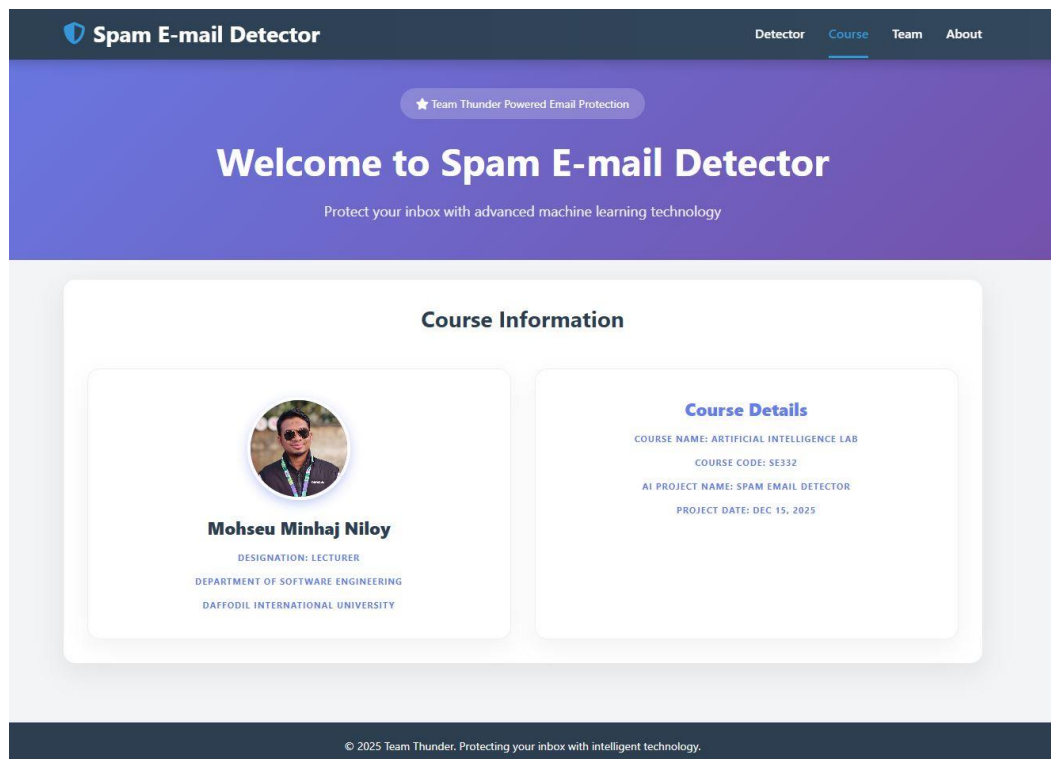 Spam E-mail Detector
Detector Course Team About
Team Thunder Powered Email Protection
Welcome to Spam E-mail Detector
Protect your inbox with advanced machine learning technology
Course Information
Mohseu Minhaj Niloy
DESIGNATION: LECTURER
DEPARTMENT OF SOFTWARE ENGINEERING
DAFFODIL INTERNATIONAL UNIVERSITY
Course Details
COURSE NAME: ARTIFICIAL INTELLIGENCE LAB
COURSE CODE: SE332
AI PROJECT NAME: SPAM EMAIL DETECTOR
PROJECT DATE: DEC 15, 2025
© 2025 Team Thunder. Protecting your inbox with intelligent technology.